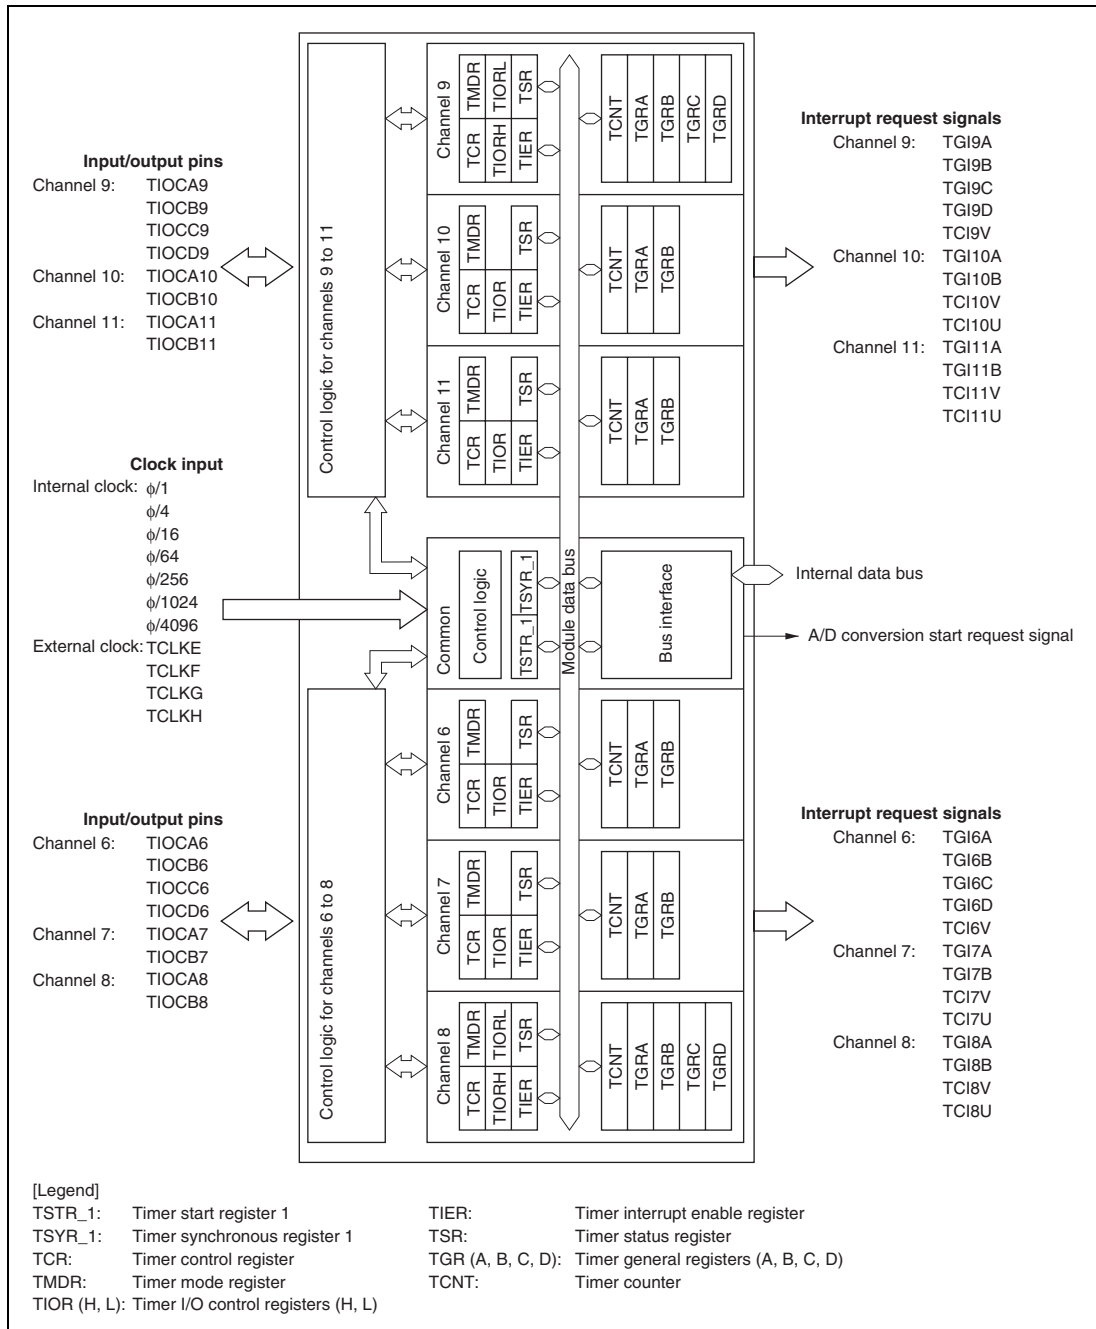 Input/output pins
Channel 9: TIOCA9
TIOCB9
TIOCC9
TIOCD9
Channel 10: TIOCA10
TIOCB10
Channel 11: TIOCA11
TIOCB11
Clock input
Internal clock: ϕ/1
ϕ/4
ϕ/16
ϕ/64
ϕ/256
ϕ/1024
ϕ/4096
External clock: TCLKE
TCLKF
TCLKG
TCLKH
Input/output pins
Channel 6: TIOCA6
TIOCB6
TIOCC6
TIOCD6
Channel 7: TIOCA7
TIOCB7
Channel 8: TIOCA8
TIOCB8
Control logic for channels 9 to 11
Control logic for channels 6 to 8
Channel 9
TCR TMDR
TIORH TIORL
TIER TSR
TCNT
TGRA
TGRB
TGRC
TGRD
Channel 10
TCR TMDR
TIOR
TIER TSR
TCNT
TGRA
TGRB
Channel 11
TCR TMDR
TIOR
TIER TSR
TCNT
TGRA
TGRB
Common
Control logic
TSTR_1 TSYR_1
Module data bus
Bus interface
Channel 6
TCR TMDR
TIOR
TIER TSR
TCNT
TGRA
TGRB
Channel 7
TCR TMDR
TIOR
TIER TSR
TCNT
TGRA
TGRB
Channel 8
TCR TMDR
TIORH TIORL
TIER TSR
TCNT
TGRA
TGRB
TGRC
TGRD
Interrupt request signals
Channel 9: TGI9A
TGI9B
TGI9C
TGI9D
TCI9V
Channel 10: TGI10A
TGI10B
TCI10V
TCI10U
Channel 11: TGI11A
TGI11B
TCI11V
TCI11U
Internal data bus
A/D conversion start request signal
Interrupt request signals
Channel 6: TGI6A
TGI6B
TGI6C
TGI6D
TCI6V
Channel 7: TGI7A
TGI7B
TCI7V
TCI7U
Channel 8: TGI8A
TGI8B
TCI8V
TCI8U
[Legend]
TSTR_1: Timer start register 1
TSYR_1: Timer synchronous register 1
TCR: Timer control register
TMDR: Timer mode register
TIOR (H, L): Timer I/O control registers (H, L)
TIER: Timer interrupt enable register
TSR: Timer status register
TGR (A, B, C, D): Timer general registers (A, B, C, D)
TCNT: Timer counter